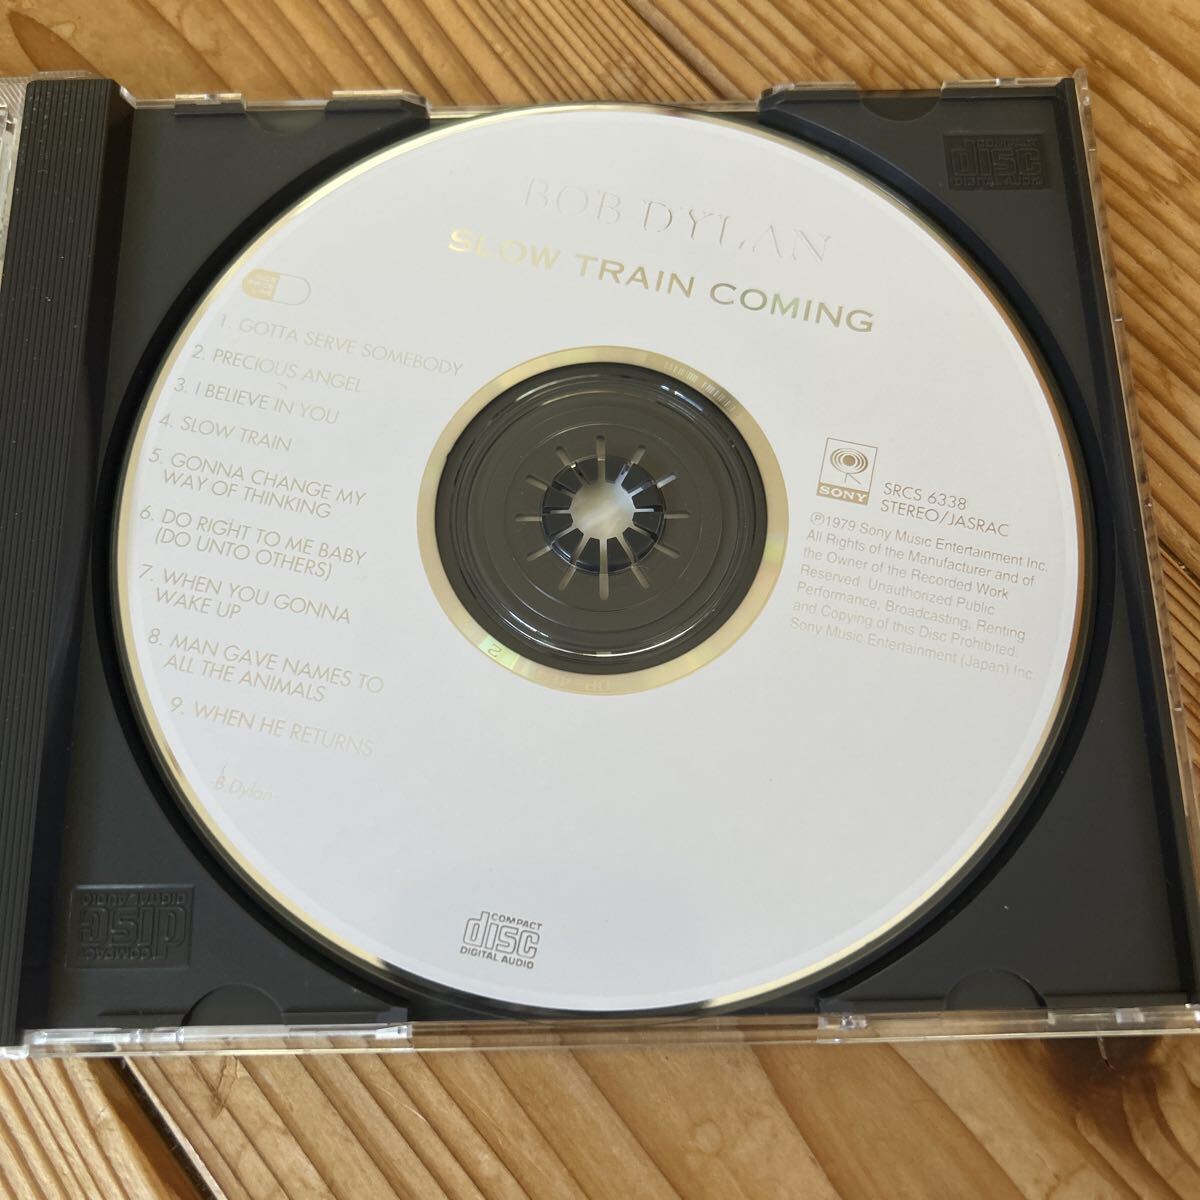 BOB DYLAN
SLOW TRAIN COMING
1. GOTTA SERVE SOMEBODY
2. PRECIOUS ANGEL
3. I BELIEVE IN YOU
4. SLOW TRAIN
5. GONNA CHANGE MY
WAY OF THINKING
6. DO RIGHT TO ME BABY
(DO UNTO OTHERS)
7. WHEN YOU GONNA
WAKE UP
8. MAN GAVE NAMES TO
ALL THE ANIMALS
9. WHEN HE RETURNS
B.Dylan
SONY
SRCS 6338
STEREO/JASRAC
℗1979 Sony Music Entertainment Inc.
All Rights of the Manufacturer and of
the Owner of the Recorded Work
Reserved. Unauthorized Public
Performance, Broadcasting, Renting
and Copying of this Disc Prohibited.
Sony Music Entertainment (Japan) Inc.
COMPACT
disc
DIGITAL AUDIO
COMPACT
disc
DIGITAL AUDIO
COMPACT
disc
DIGITAL AUDIO